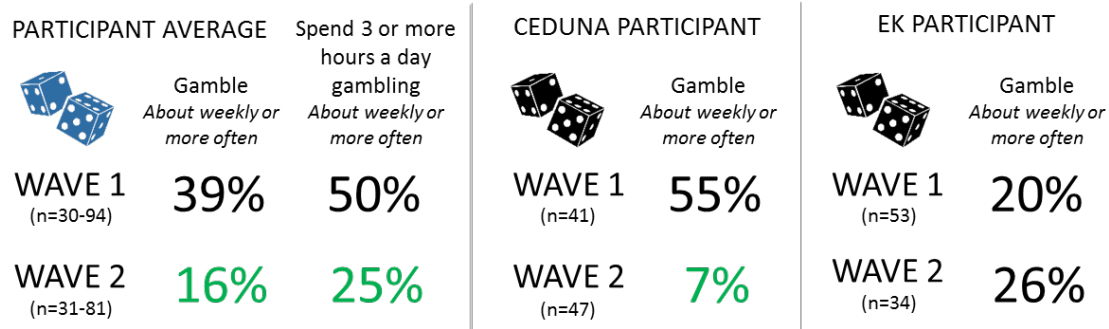 PARTICIPANT AVERAGE
Gamble
About weekly or
more often
Spend 3 or more
hours a day
gambling
About weekly or
more often
WAVE 1
(n=30-94)
39%
50%
WAVE 2
(n=31-81)
16%
25%
CEDUNA PARTICIPANT
Gamble
About weekly or
more often
WAVE 1
(n=41)
55%
WAVE 2
(n=47)
7%
EK PARTICIPANT
Gamble
About weekly or
more often
WAVE 1
(n=53)
20%
WAVE 2
(n=34)
26%